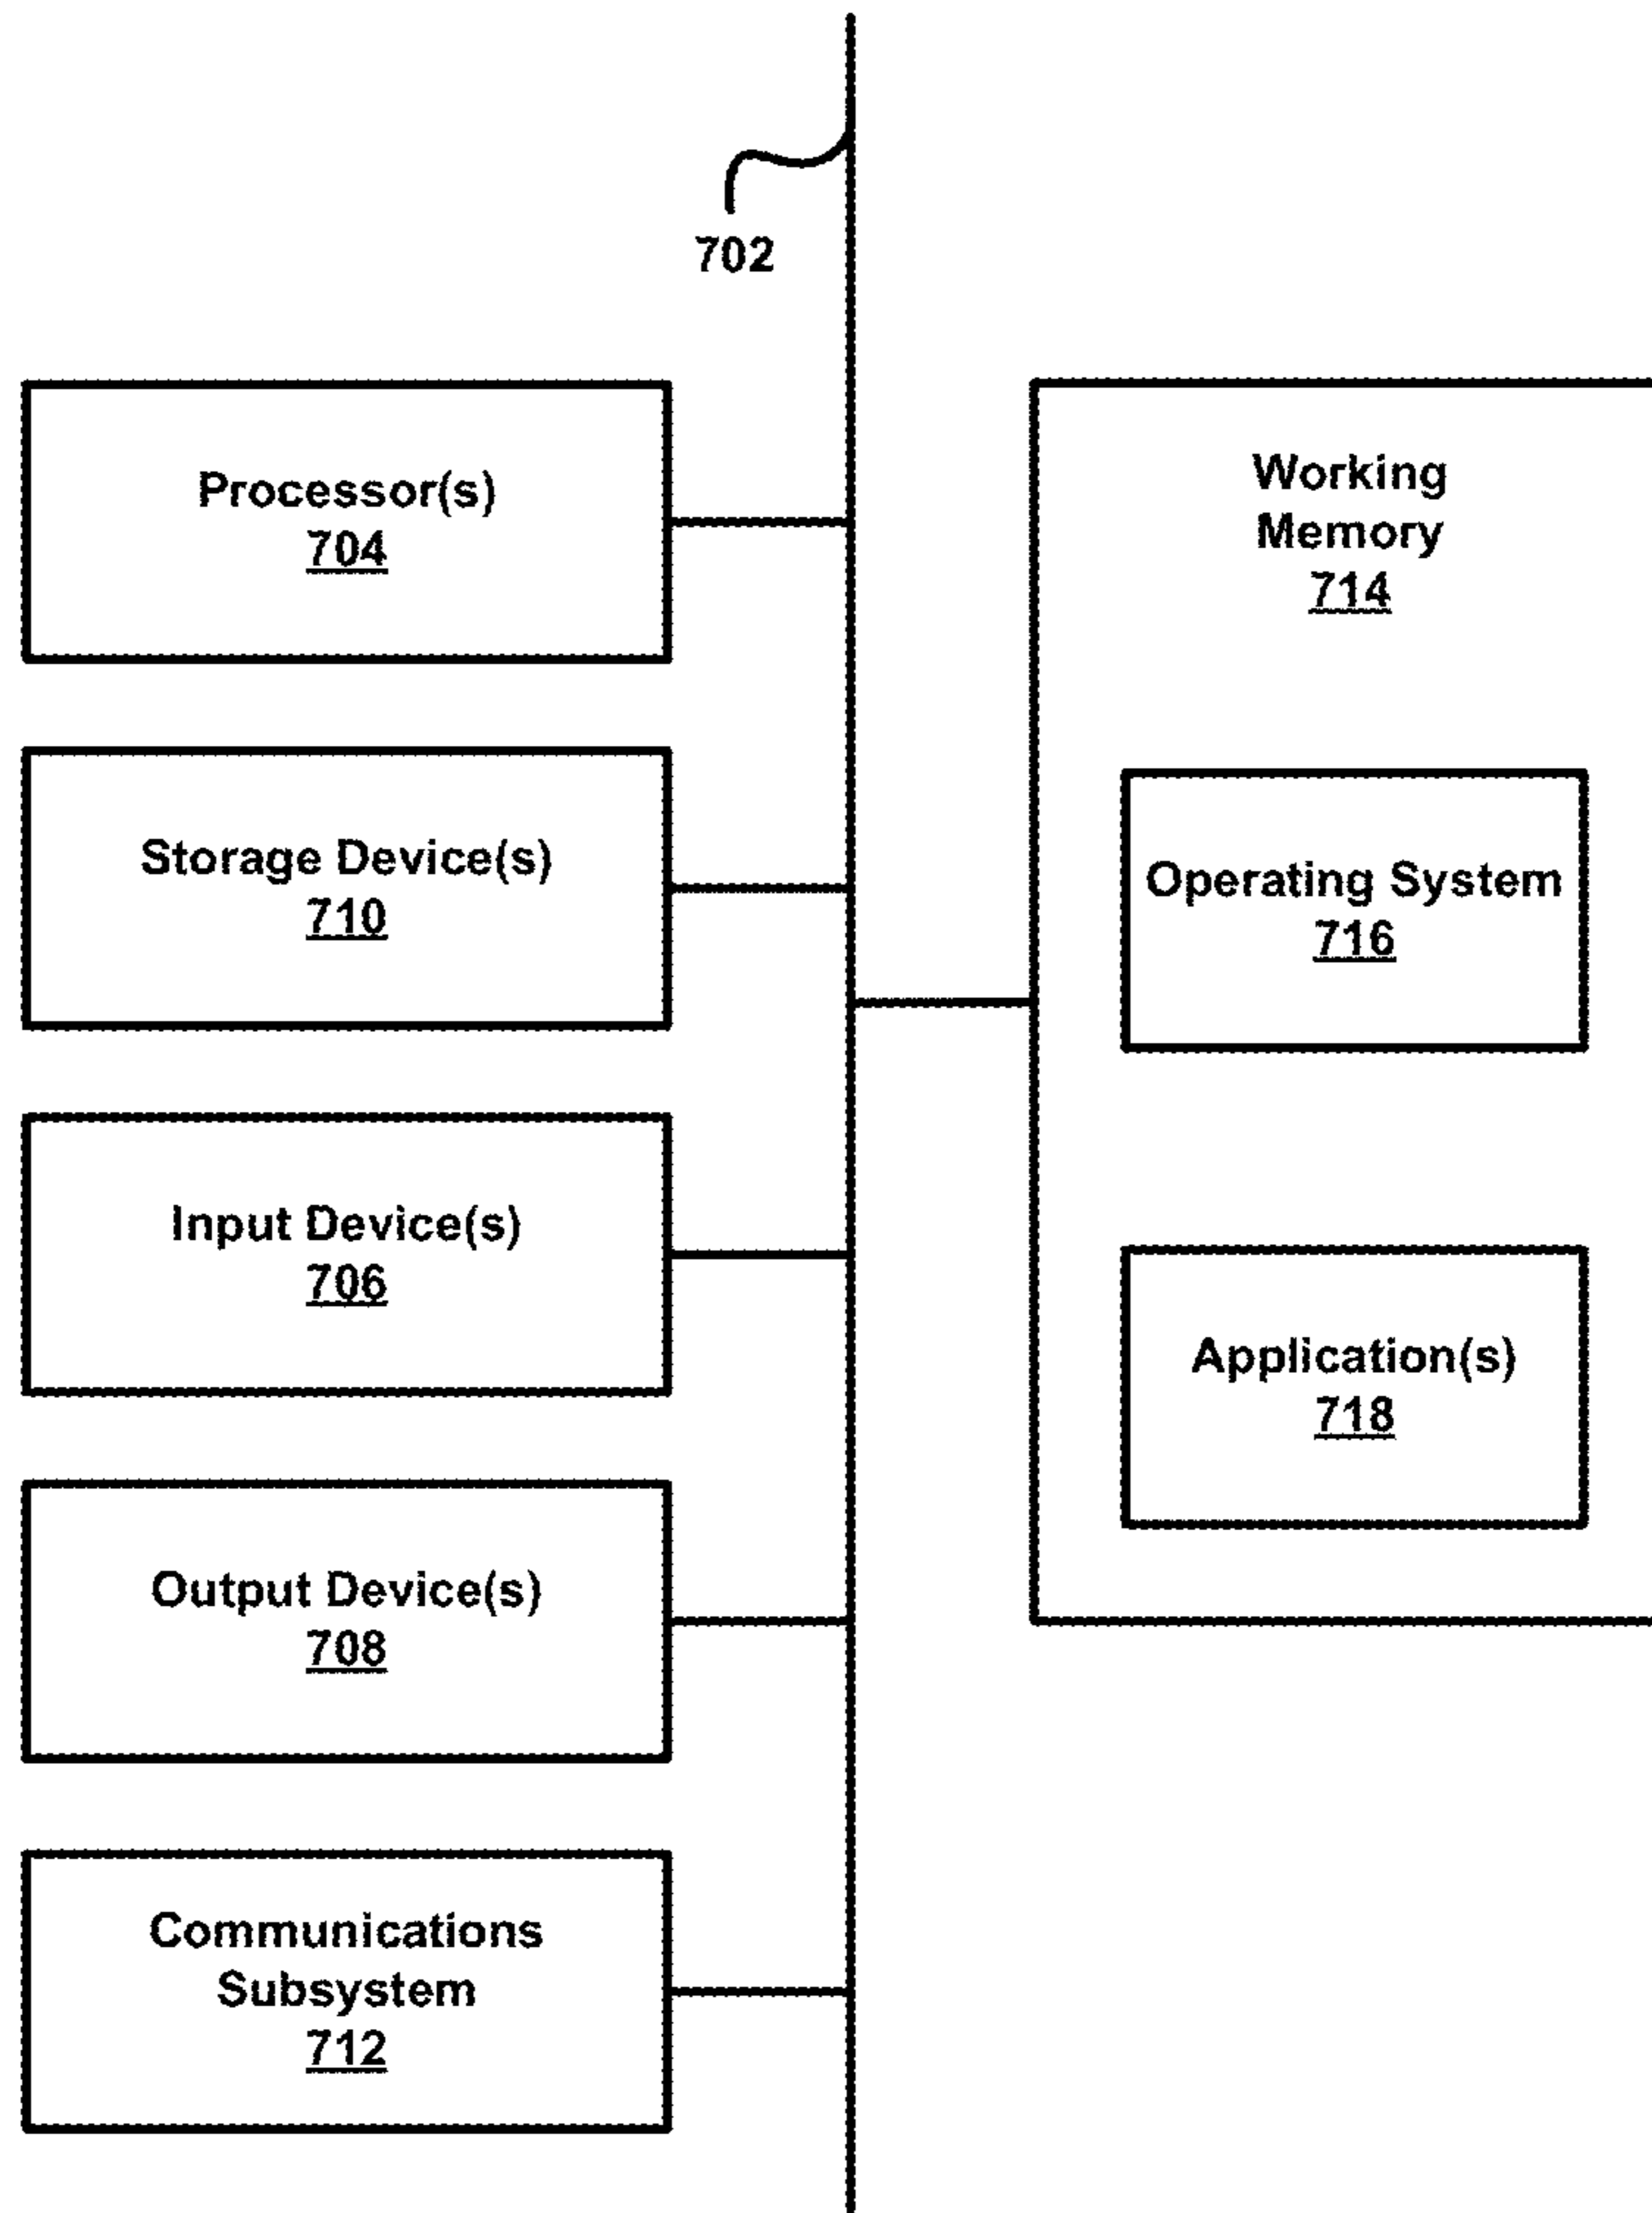 702
Processor(s)
704
Storage Device(s)
710
Input Device(s)
706
Output Device(s)
708
Communications
Subsystem
712
Working
Memory
714
Operating System
716
Application(s)
718